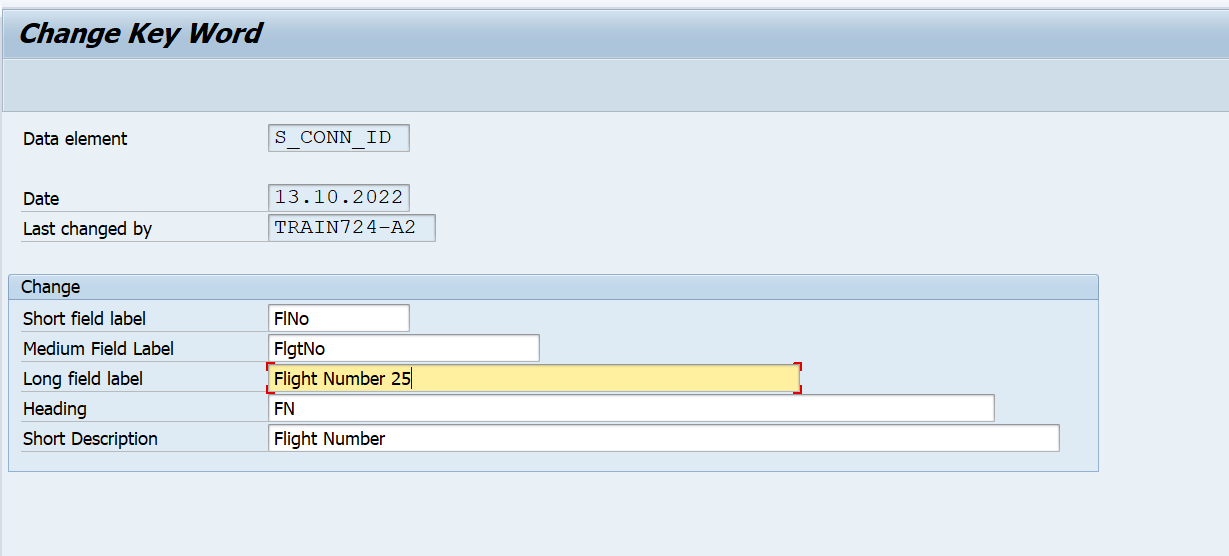 Change Key Word
Data element S_CONN_ID
Date 13.10.2022
Last changed by TRAIN724-A2
Change
Short field label FlNo
Medium Field Label FlgtNo
Long field label Flight Number 25
Heading FN
Short Description Flight Number